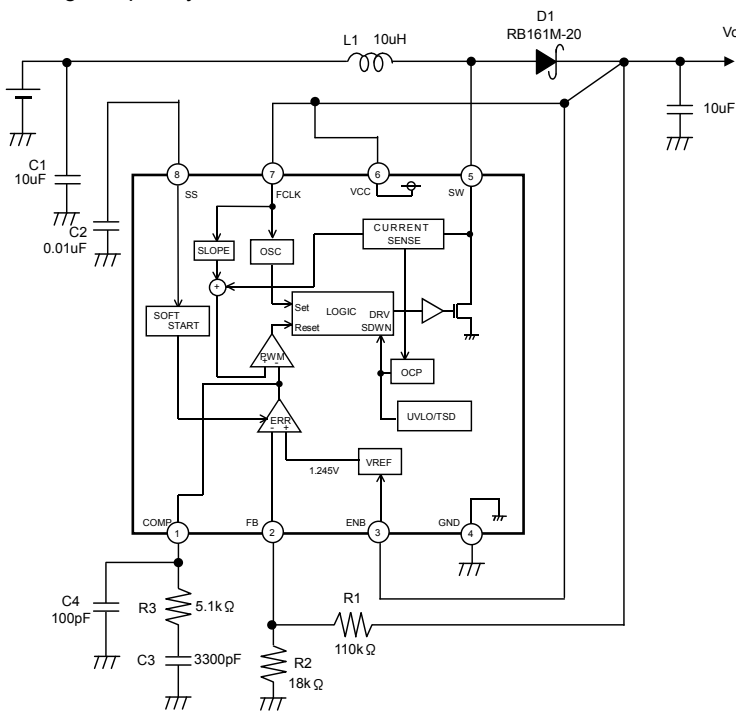 D1
RB161M-20
L1 10uH
Vo
10uF
C1
10uF
C2
0.01uF
8
7
6
5
SS
FCLK
VCC
SW
CURRENT
SENSE
SLOPE
OSC
+
Set
LOGIC
DRV
Reset
SDWN
SOFT
START
PWM
+ -
OCP
ERR
- +
UVLO/TSD
VREF
1.245V
COMP
FB
ENB
GND
1
2
3
4
C4
100pF
R3
5.1kΩ
R1
110kΩ
C3
3300pF
R2
18kΩ